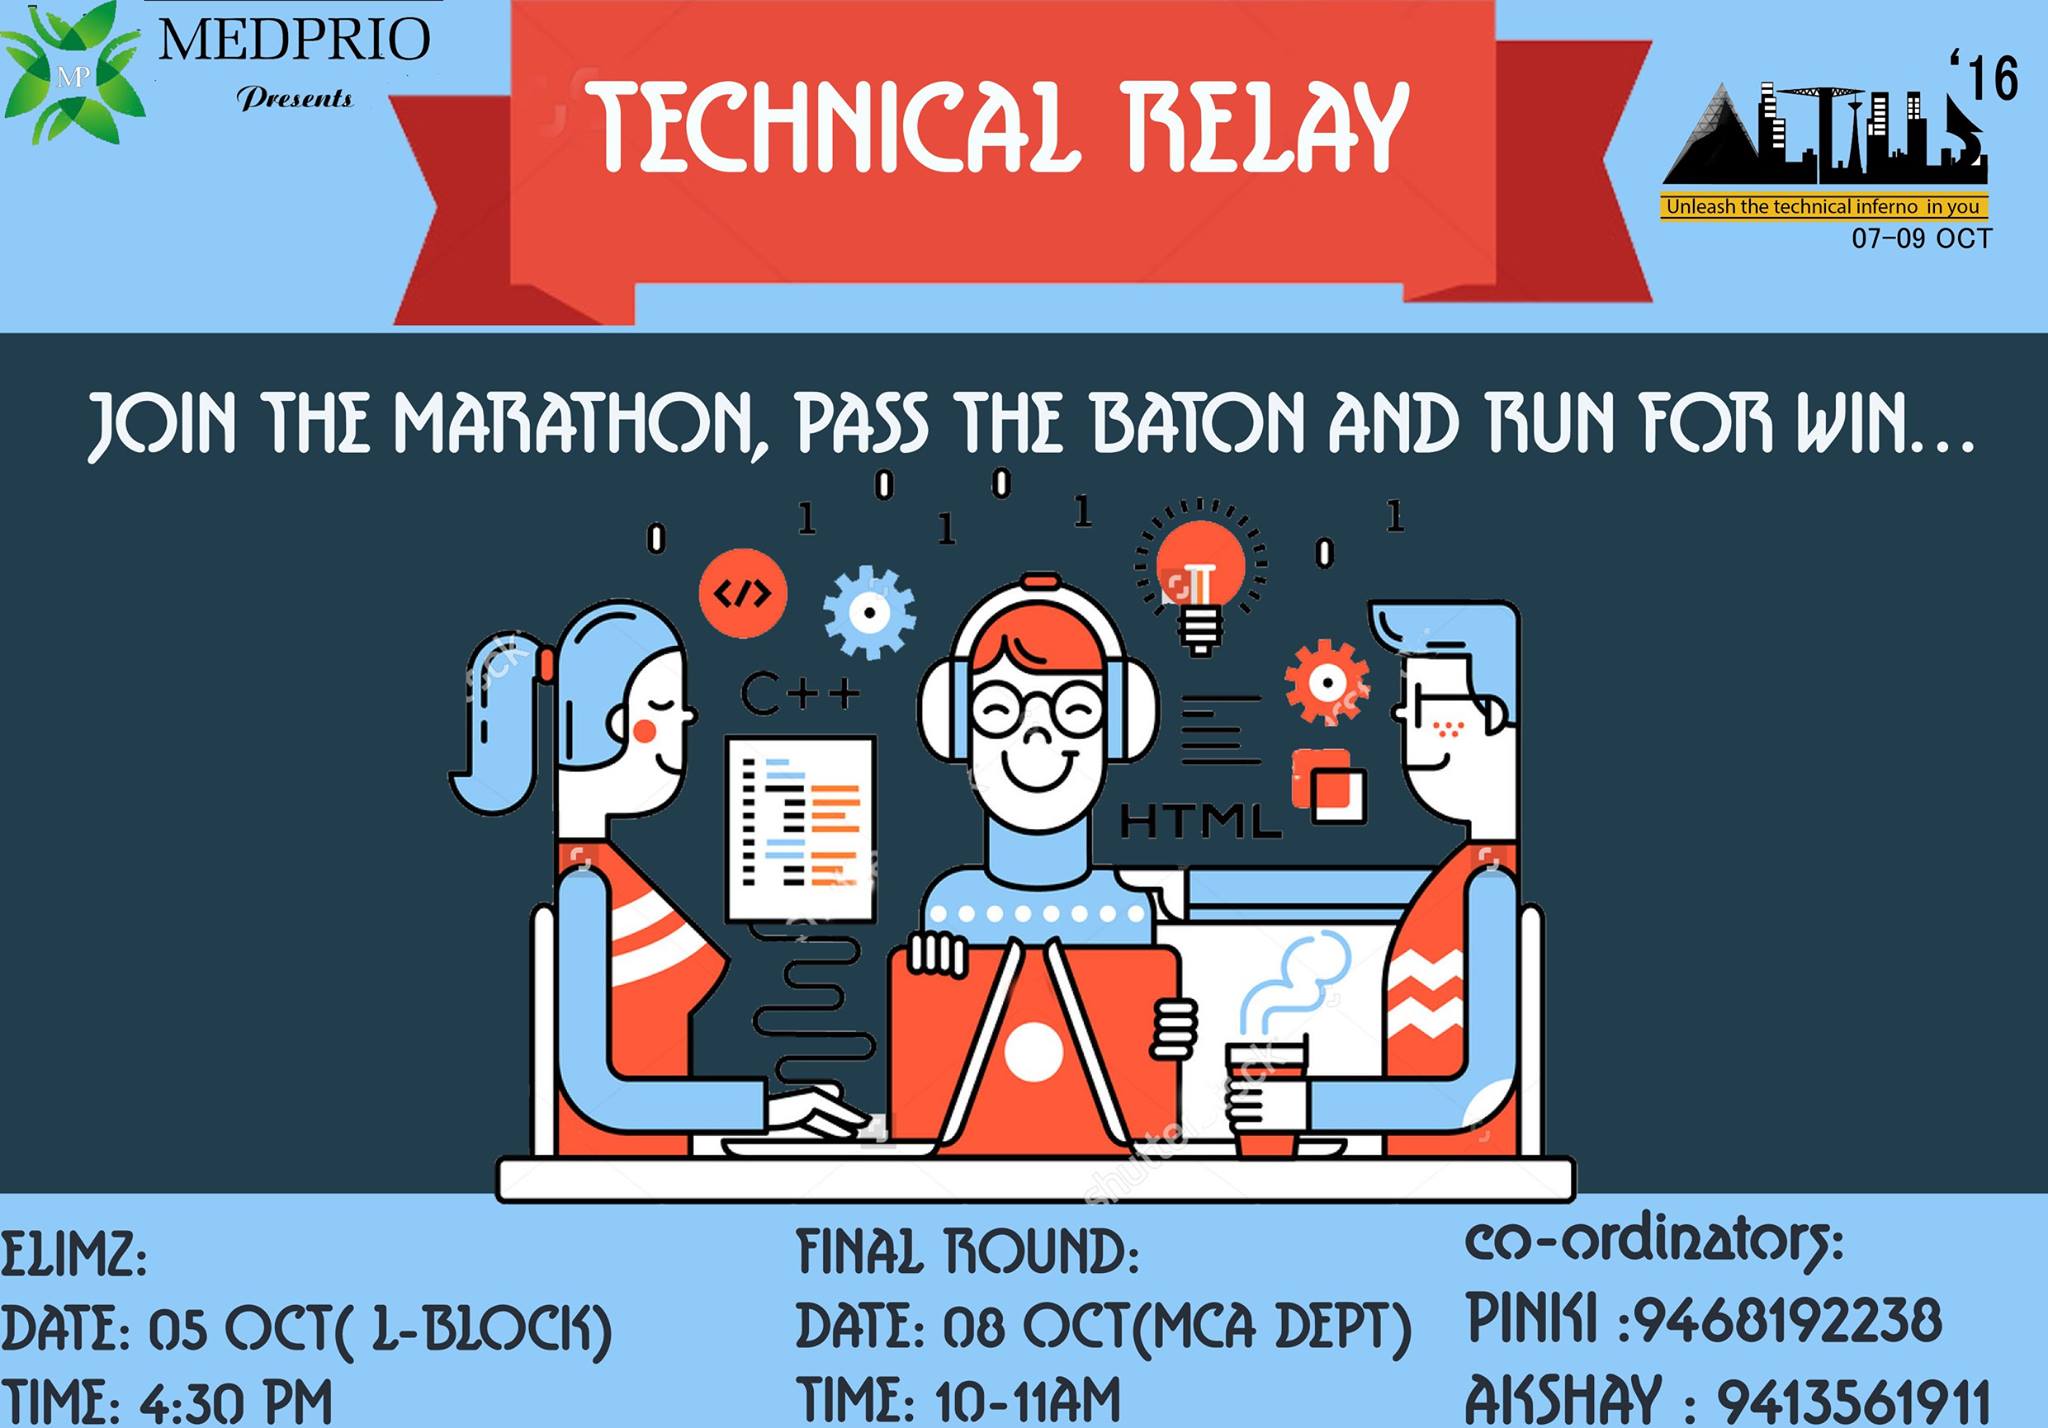 MP
MEDPRIO
Presents
TECHNICAL RELAY
ALTIUS
'16
Unleash the technical inferno in you
07-09 OCT
JOIN THE MARATHON, PASS THE BATON AND RUN FOR WIN...
0 1 0 1 0 1 0 1
</>
C++
HTML
shutterstock
ELIMZ:
DATE: 05 OCT( L-BLOCK)
TIME: 4:30 PM
FINAL ROUND:
DATE: 08 OCT(MCA DEPT)
TIME: 10-11AM
co-ordinators:
PINKI :9468192238
AKSHAY : 9413561911